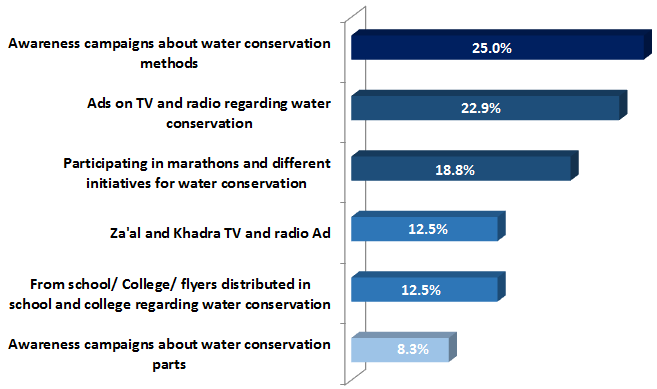 Awareness campaigns about water conservation
methods
25.0%
Ads on TV and radio regarding water
conservation
22.9%
Participating in marathons and different
initiatives for water conservation
18.8%
Za'al and Khadra TV and radio Ad
12.5%
From school/ College/ flyers distributed in
school and college regarding water conservation
12.5%
Awareness campaigns about water conservation
parts
8.3%